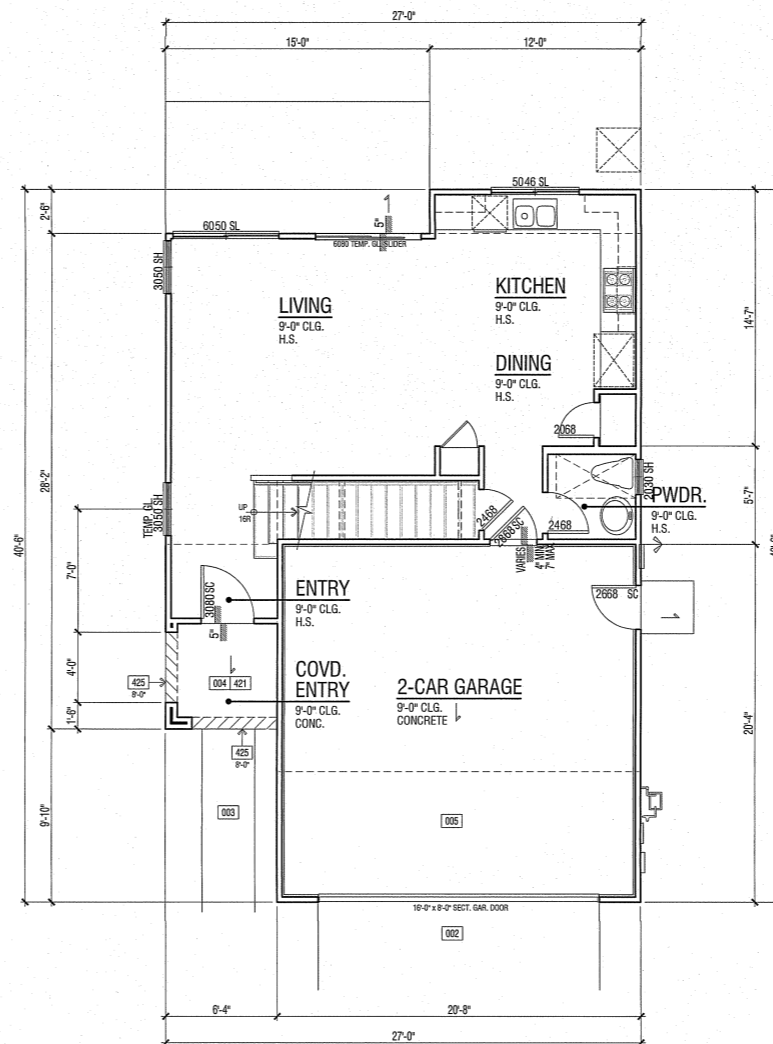 27'-0"
15'-0"
12'-0"
5046 SL
2'-6"
6050 SL
5"
6080 TEMP. GL. SLIDER
3050 SH
LIVING
9'-0" CLG.
H.S.
KITCHEN
9'-0" CLG.
H.S.
14'-7"
DINING
9'-0" CLG.
H.S.
2068
28'-2"
40'-6"
TEMP. GL
3050 SH
UP
16R
2468
2868 SC
2468
2030 SH
PWDR.
9'-0" CLG.
H.S.
5'-7"
VARIES
4" MIN
7" MAX
7'-0"
3080 SC
5"
ENTRY
9'-0" CLG.
H.S.
2668 SC
4'-0"
425
8'-0"
004 421
COVD.
ENTRY
9'-0" CLG.
CONC.
2-CAR GARAGE
9'-0" CLG.
CONCRETE
20'-4"
1'-6"
425
8'-0"
9'-10"
003
005
16'-0" x 8'-0" SECT. GAR. DOOR
002
6'-4"
20'-8"
27'-0"